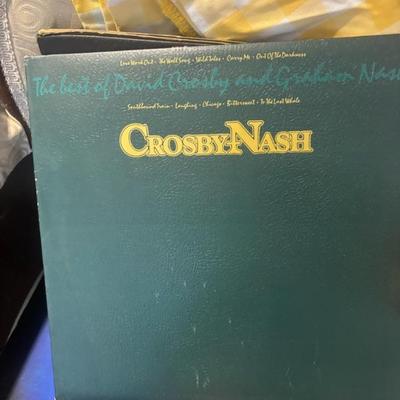 Love Work Out • The Wall Song • Wild Tales • Carry Me • Out Of The Darkness
The best of David Crosby and Graham Nash
Southbound Train • Laughing • Chicago • Bittersweet • To The Last Whale
CROSBY-NASH